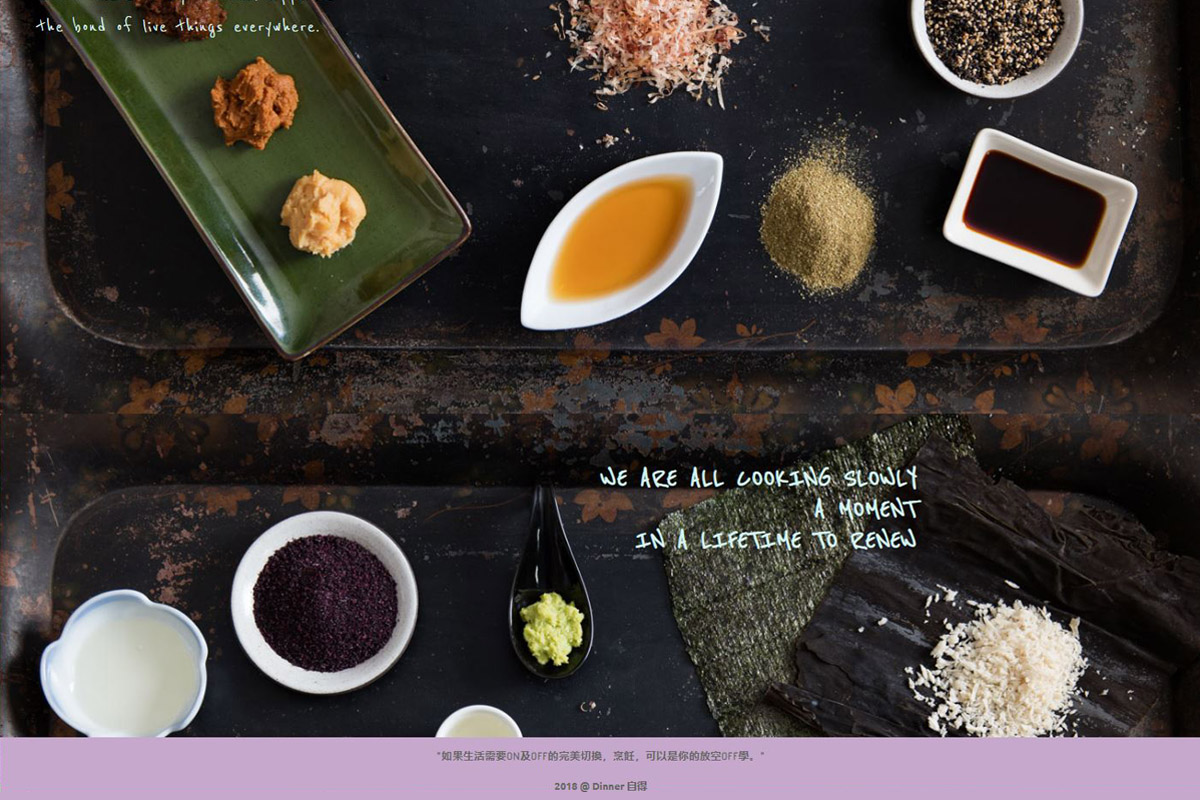 the bond of live things everywhere.
WE ARE ALL COOKING SLOWLY
A MOMENT
IN A LIFETIME TO RENEW
"如果生活需要ON及OFF的完美切換，烹飪，可以是你的放空OFF學。"
2018 @ Dinner 自得